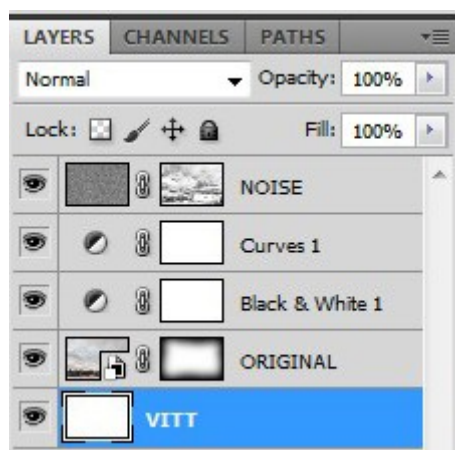 LAYERS CHANNELS PATHS
Normal Opacity: 100%
Lock: Fill: 100%
NOISE
Curves 1
Black & White 1
ORIGINAL
VITT